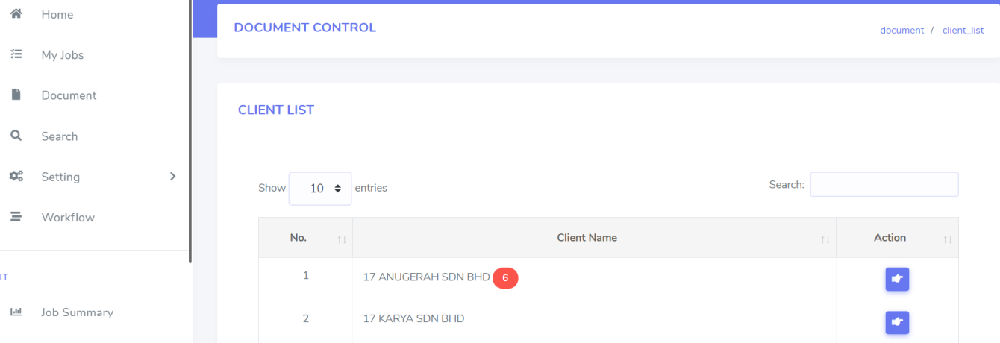 Home
My Jobs
Document
Search
Setting
Workflow
IT
Job Summary
DOCUMENT CONTROL
document / client_list
CLIENT LIST
Show 10 entries
Search:
No. Client Name Action
1 17 ANUGERAH SDN BHD 6
2 17 KARYA SDN BHD